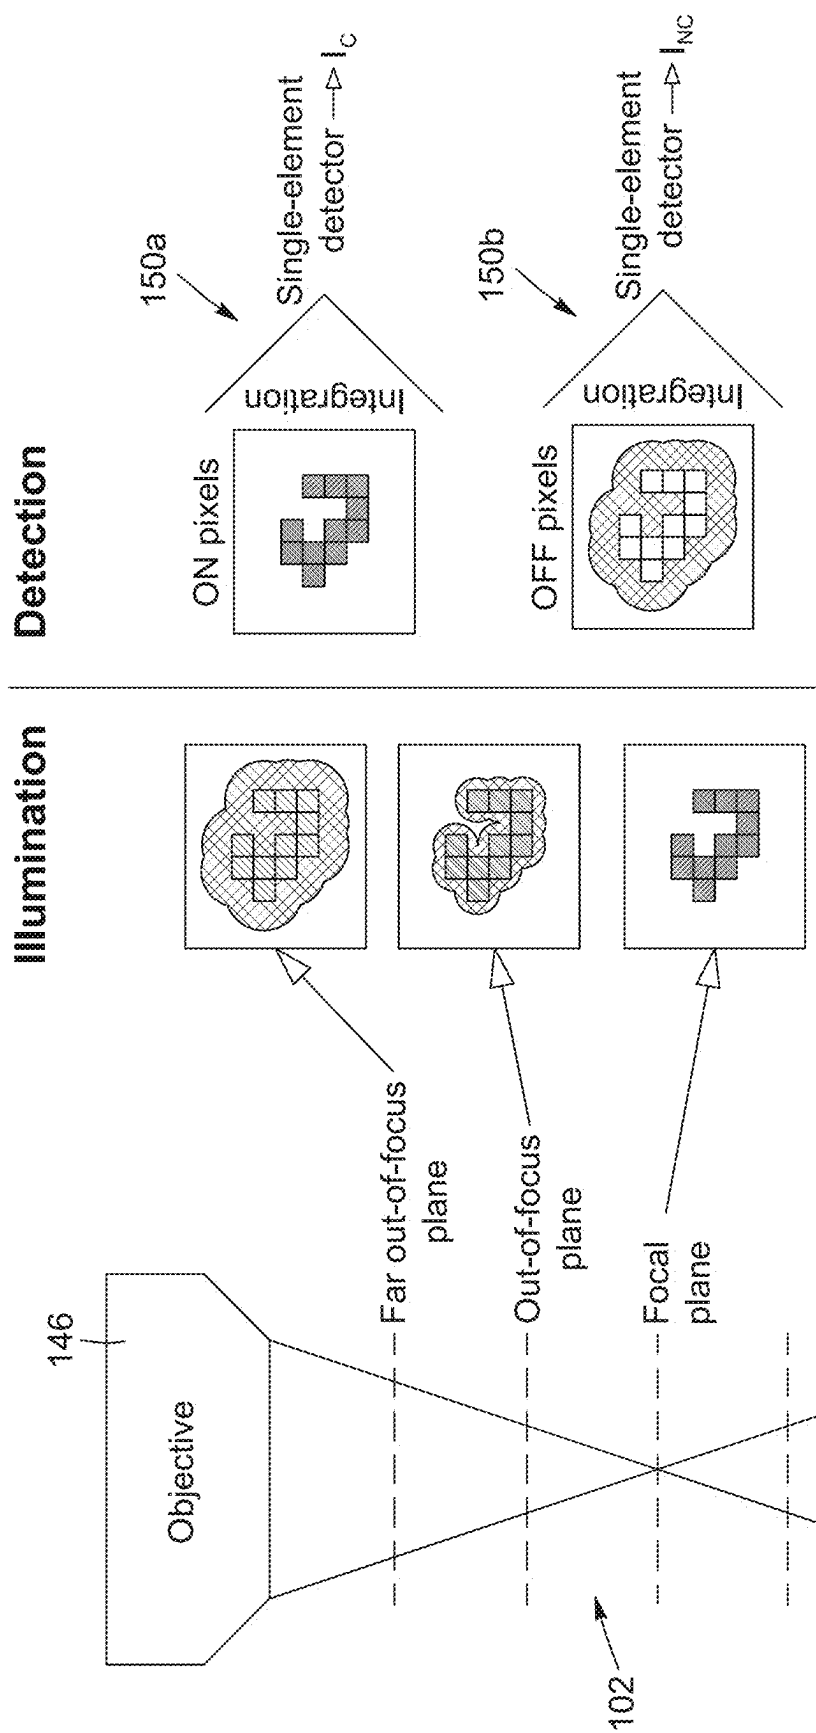 Illumination
Detection
146
Objective
Far out-of-focus
plane
Out-of-focus
plane
Focal
plane
102
ON pixels
Integration
150a
Single-element
detector
I_C
OFF pixels
Integration
150b
Single-element
detector
I_NC